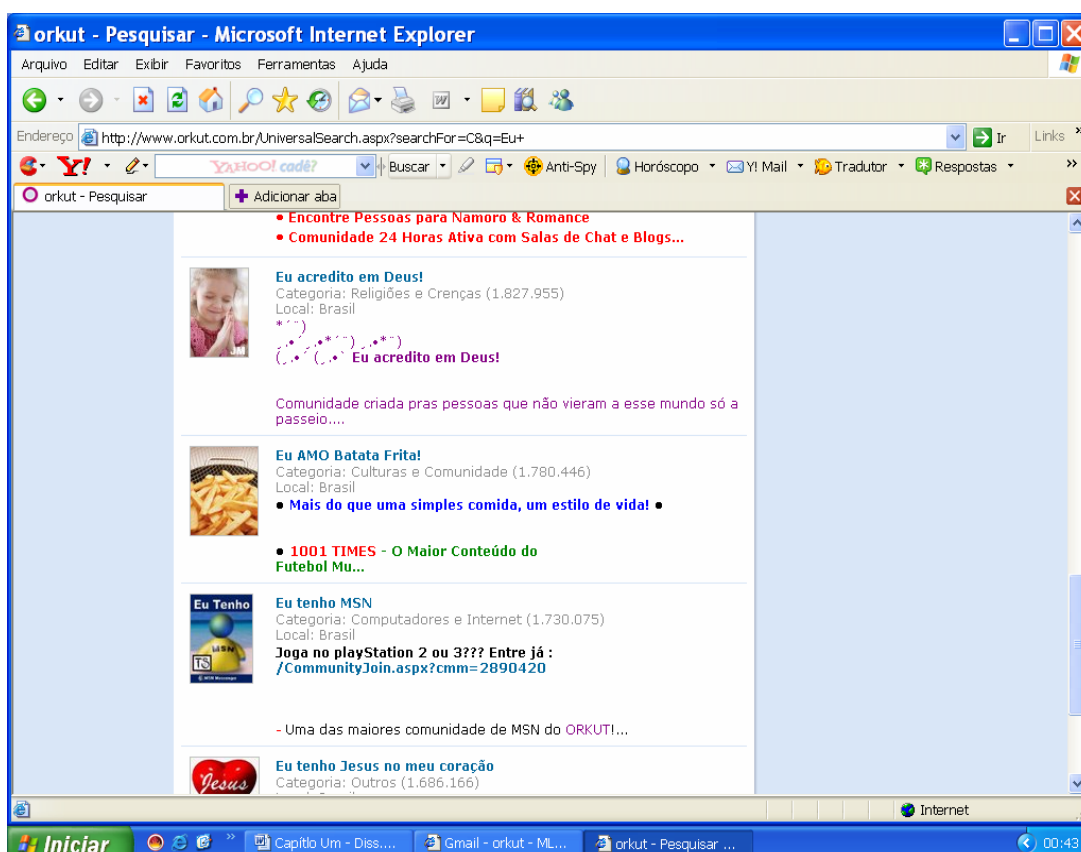 orkut - Pesquisar - Microsoft Internet Explorer
Arquivo Editar Exibir Favoritos Ferramentas Ajuda
Endereço http://www.orkut.com.br/UniversalSearch.aspx?searchFor=C&q=Eu+ Ir Links »
Y! YAHOO! cadê? Buscar Anti-Spy Horóscopo Y! Mail Tradutor Respostas »
orkut - Pesquisar Adicionar aba
• Encontre Pessoas para Namoro & Romance
• Comunidade 24 Horas Ativa com Salas de Chat e Blogs...
Eu acredito em Deus!
Categoria: Religiões e Crenças (1.827.955)
Local: Brasil
*´¨)
¸.•´¸.•*´¨) ¸.•*¨)
(¸.•´ (¸.•` Eu acredito em Deus!
JM
Comunidade criada pras pessoas que não vieram a esse mundo só a
passeio....
Eu AMO Batata Frita!
Categoria: Culturas e Comunidade (1.780.446)
Local: Brasil
● Mais do que uma simples comida, um estilo de vida! ●
● 1001 TIMES - O Maior Conteúdo do
Futebol Mu...
Eu Tenho
MSN
TS
Eu tenho MSN
Categoria: Computadores e Internet (1.730.075)
Local: Brasil
Joga no playStation 2 ou 3??? Entre já :
/CommunityJoin.aspx?cmm=2890420
- Uma das maiores comunidade de MSN do ORKUT!...
Jesus
Eu tenho Jesus no meu coração
Categoria: Outros (1.686.166)
Internet
Iniciar » Capítlo Um - Diss.... Gmail - orkut - ML... orkut - Pesquisar ... 00:43